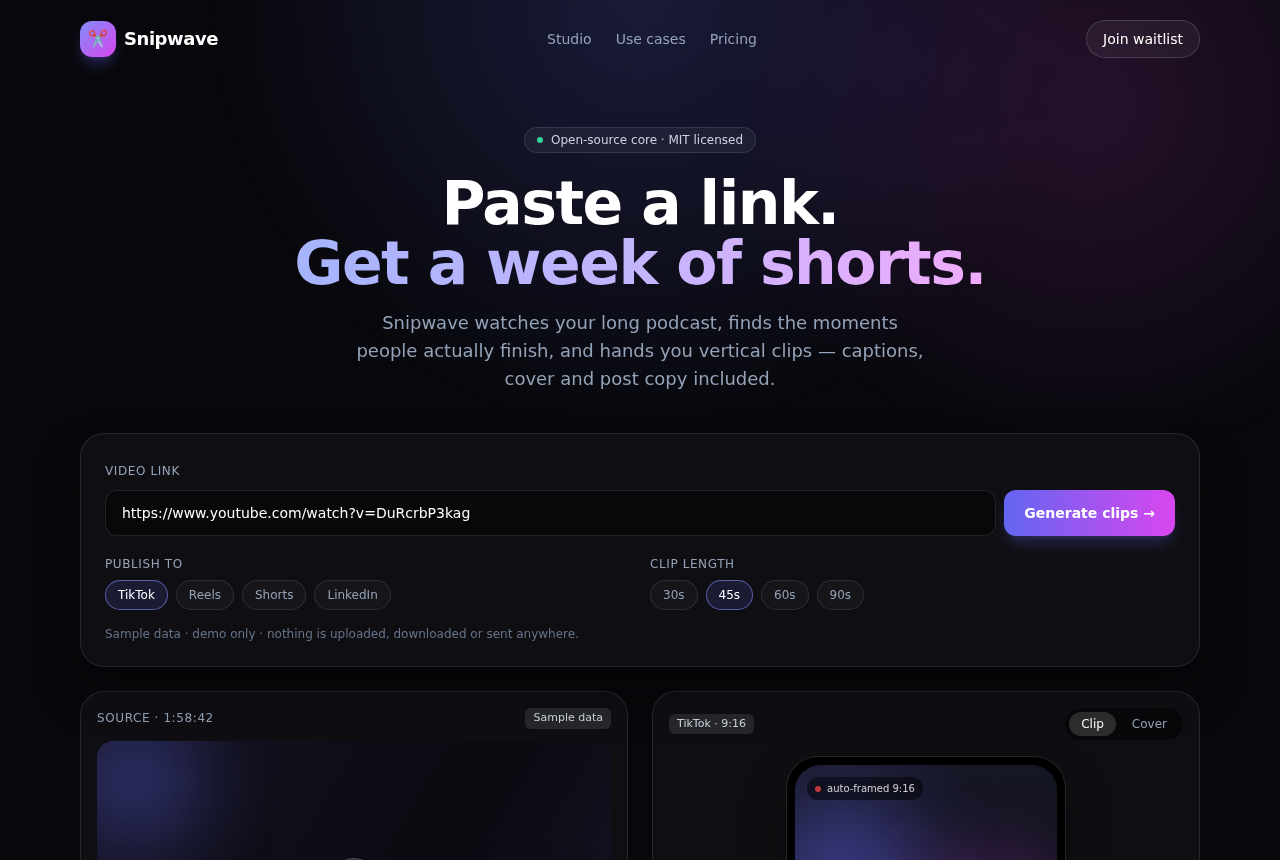 Snipwave
Studio
Use cases
Pricing
Join waitlist
Open-source core · MIT licensed
Paste a link.
Get a week of shorts.
Snipwave watches your long podcast, finds the moments
people actually finish, and hands you vertical clips — captions,
cover and post copy included.
VIDEO LINK
https://www.youtube.com/watch?v=DuRcrbP3kag
Generate clips →
PUBLISH TO
TikTok
Reels
Shorts
LinkedIn
CLIP LENGTH
30s
45s
60s
90s
Sample data · demo only · nothing is uploaded, downloaded or sent anywhere.
SOURCE · 1:58:42
Sample data
TikTok · 9:16
Clip
Cover
auto-framed 9:16